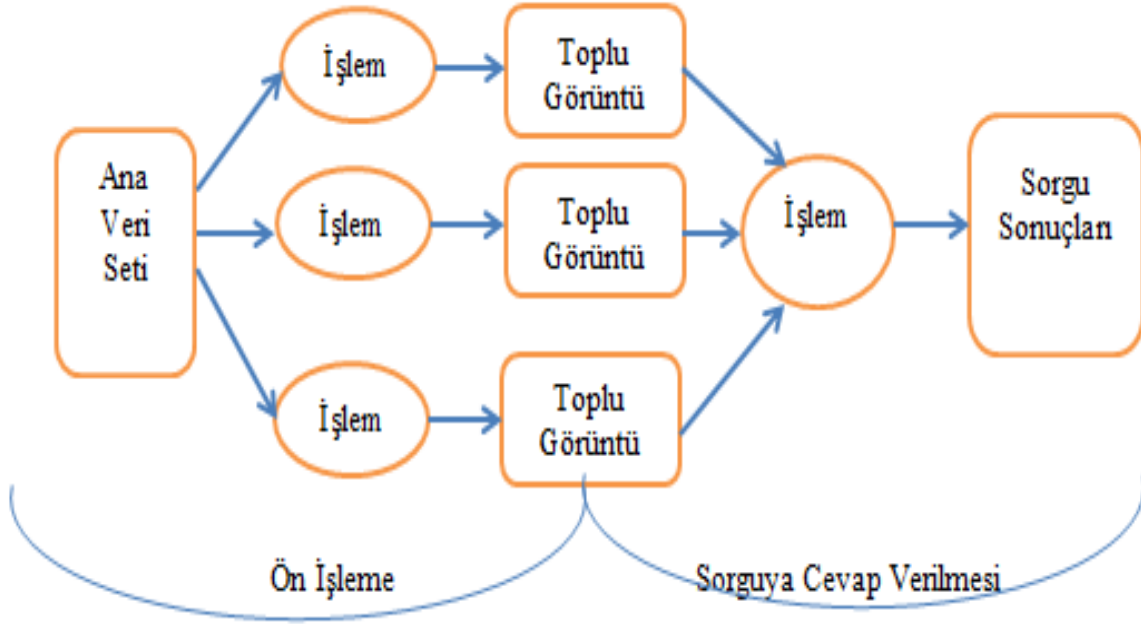 Ana
Veri
Seti
İşlem
Toplu
Görüntü
İşlem
Toplu
Görüntü
İşlem
Toplu
Görüntü
İşlem
Sorgu
Sonuçları
Ön İşleme
Sorguya Cevap Verilmesi